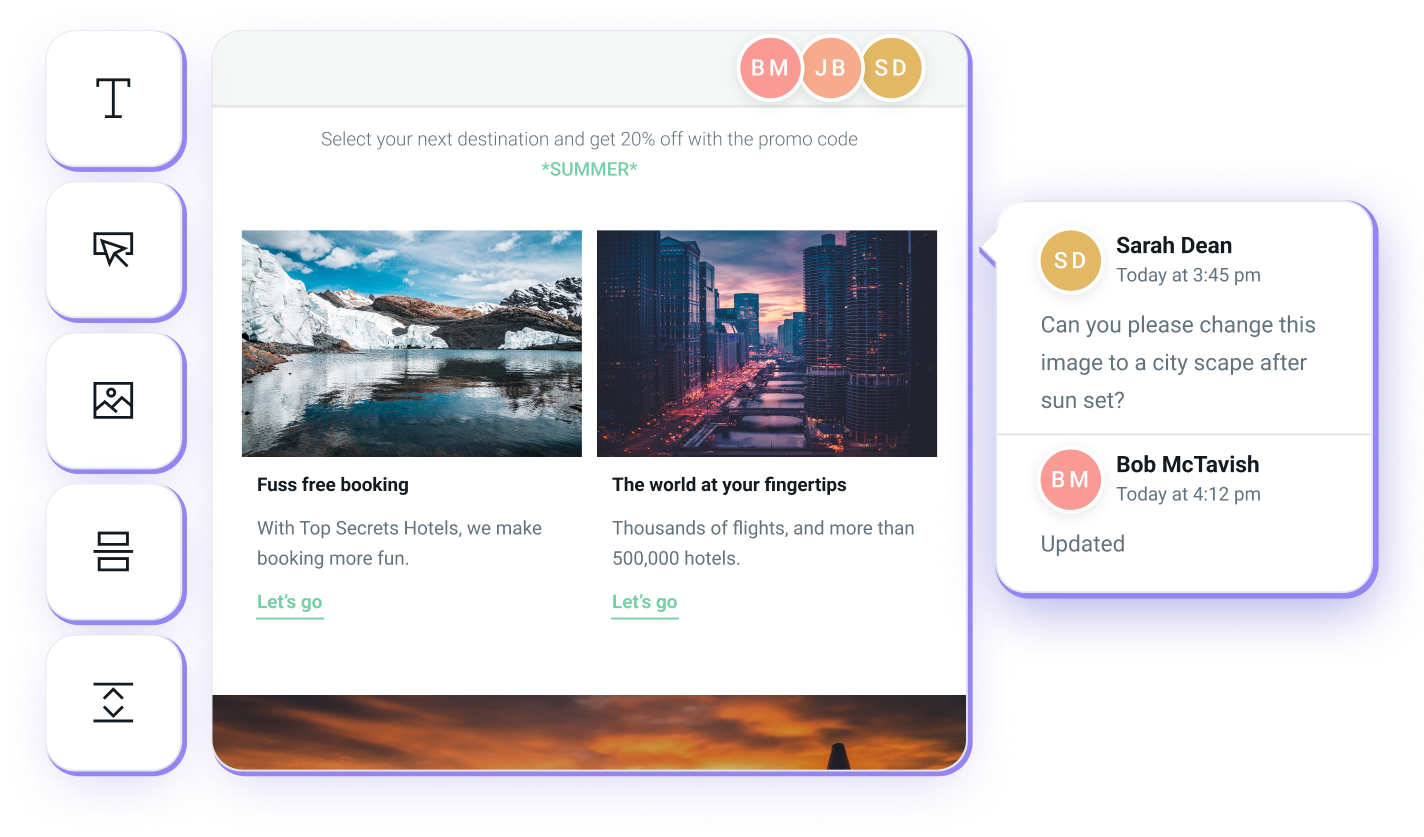 BM JB SD
Select your next destination and get 20% off with the promo code
*SUMMER*
Fuss free booking
With Top Secrets Hotels, we make
booking more fun.
Let’s go
The world at your fingertips
Thousands of flights, and more than
500,000 hotels.
Let’s go
SD
Sarah Dean
Today at 3:45 pm
Can you please change this
image to a city scape after
sun set?
BM
Bob McTavish
Today at 4:12 pm
Updated